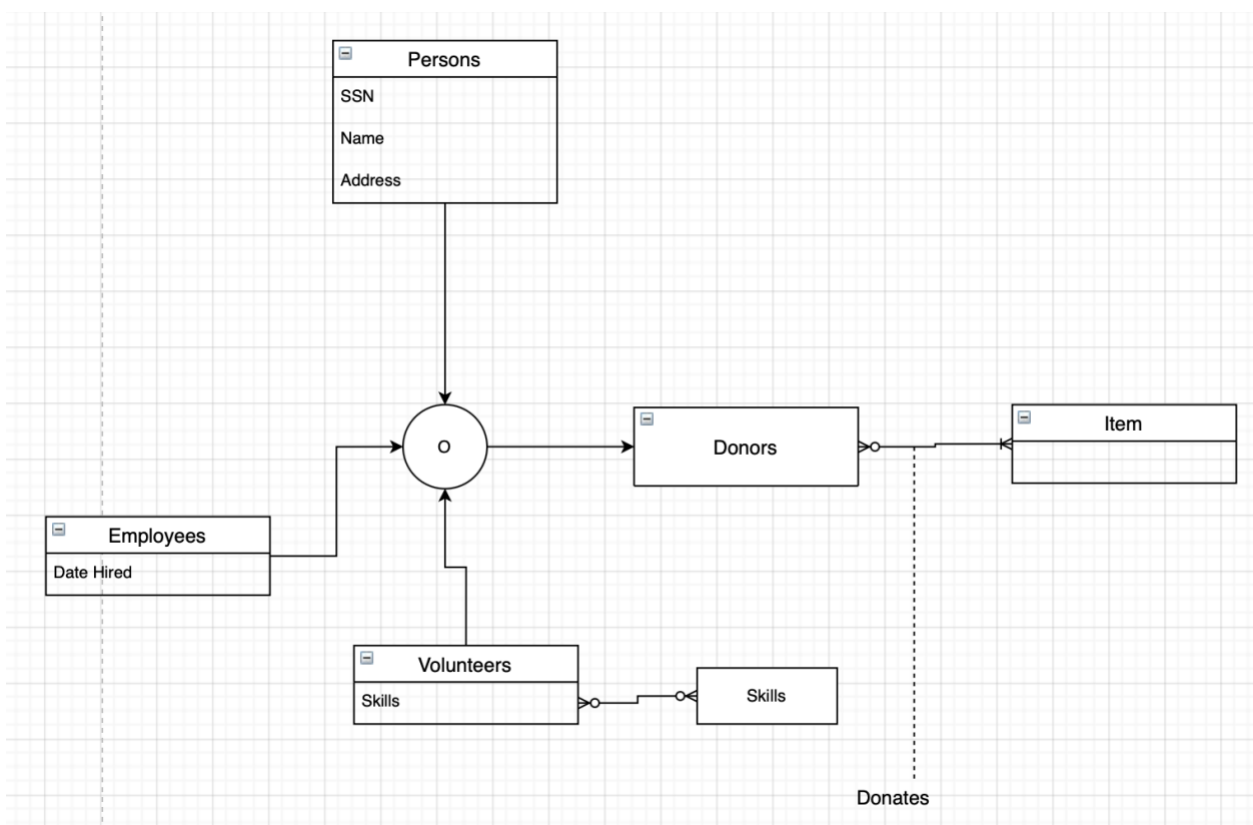 Persons
SSN
Name
Address
O
Donors
Item
Employees
Date Hired
Volunteers
Skills
Skills
Donates